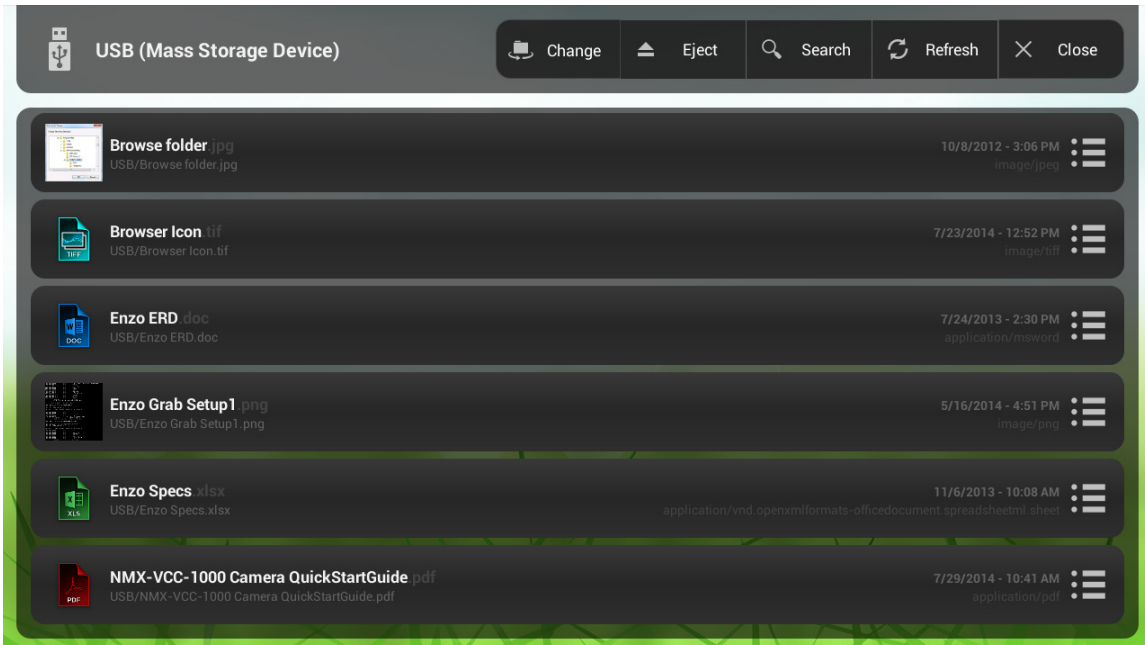 USB (Mass Storage Device)
Change
Eject
Search
Refresh
Close
Browse folder.jpg
USB/Browse folder.jpg
10/8/2012 - 3:06 PM
image/jpeg
TIFF
Browser Icon.tif
USB/Browser Icon.tif
7/23/2014 - 12:52 PM
image/tiff
DOC
Enzo ERD.doc
USB/Enzo ERD.doc
7/24/2013 - 2:30 PM
application/msword
Enzo Grab Setup1.png
USB/Enzo Grab Setup1.png
5/16/2014 - 4:51 PM
image/png
XLS
Enzo Specs.xlsx
USB/Enzo Specs.xlsx
11/6/2013 - 10:08 AM
application/vnd.openxmlformats-officedocument.spreadsheetml.sheet
PDF
NMX-VCC-1000 Camera QuickStartGuide.pdf
USB/NMX-VCC-1000 Camera QuickStartGuide.pdf
7/29/2014 - 10:41 AM
application/pdf